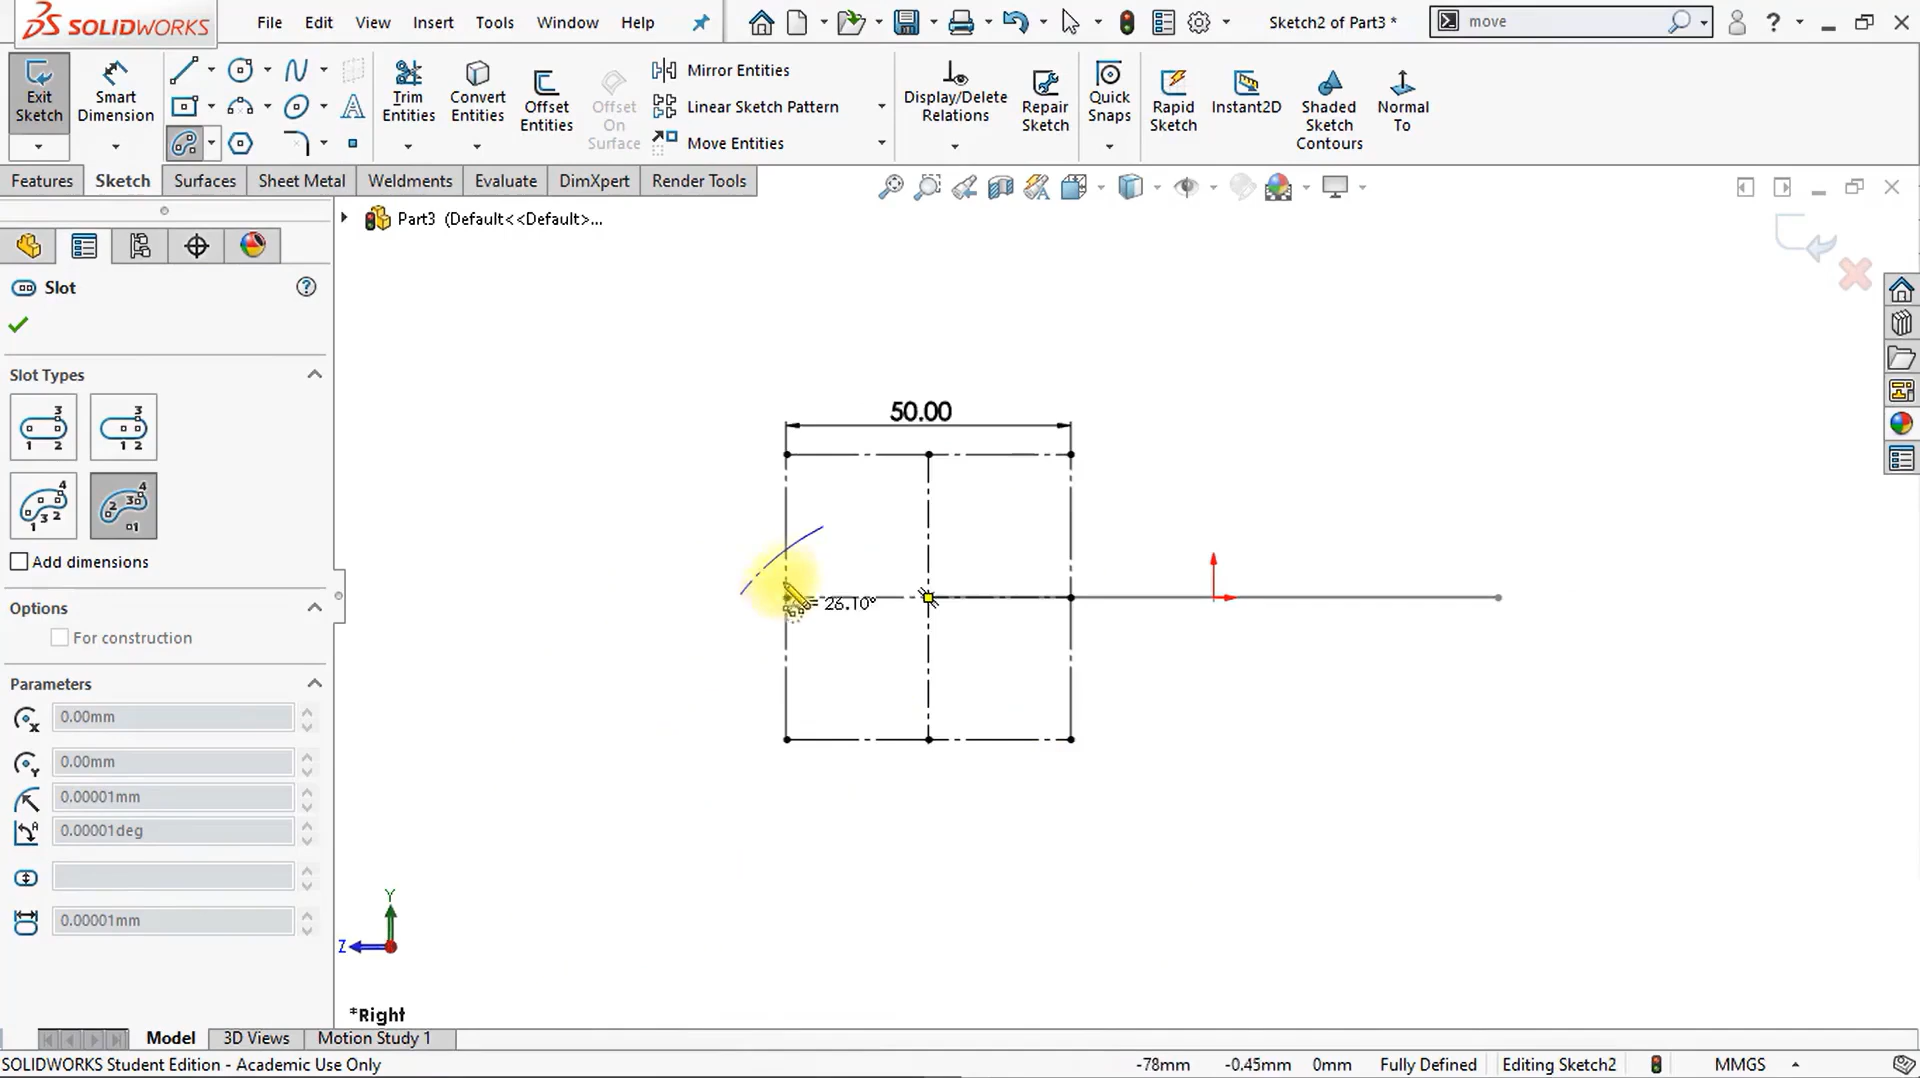 SOLIDWORKS
File
Edit
View
Insert
Tools
Window
Help
Sketch2 of Part3 *
move
Exit
Sketch
Smart
Dimension
Trim
Entities
Convert
Entities
Offset
Entities
Offset
On
Surface
Mirror Entities
Linear Sketch Pattern
Move Entities
Display/Delete
Relations
Repair
Sketch
Quick
Snaps
Rapid
Sketch
Instant2D
Shaded
Sketch
Contours
Normal
To
Features
Sketch
Surfaces
Sheet Metal
Weldments
Evaluate
DimXpert
Render Tools
Part3 (Default<<Default>...
Slot
Slot Types
Add dimensions
Options
For construction
Parameters
0.00mm
0.00mm
0.00001mm
0.00001deg
0.00001mm
50.00
= 26.10°
Y
Z
*Right
Model
3D Views
Motion Study 1
SOLIDWORKS Student Edition - Academic Use Only
-78mm
-0.45mm
0mm
Fully Defined
Editing Sketch2
MMGS